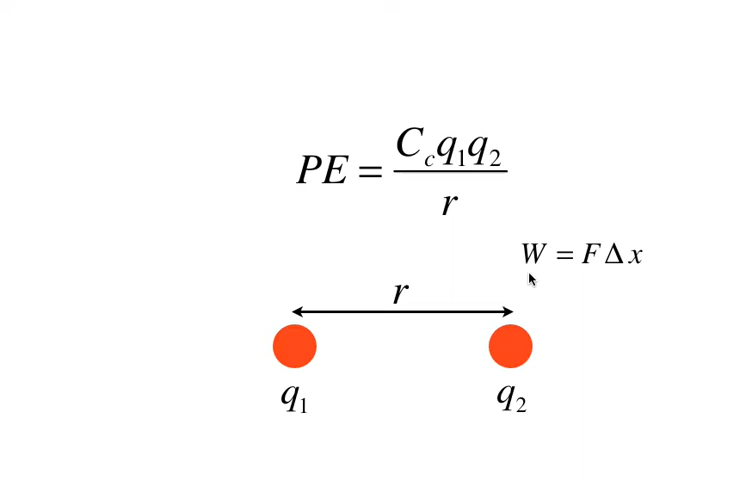 PE = C_c q_1 q_2 / r
W = F Δ x
r
q_1 q_2